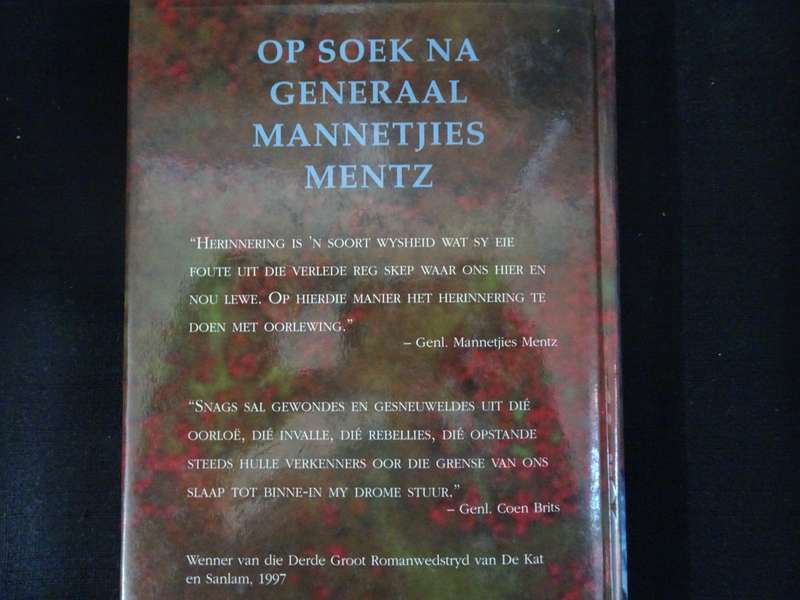 OP SOEK NA
GENERAAL
MANNETJIES
MENTZ
“HERINNERING IS 'N SOORT WYSHEID WAT SY EIE
FOUTE UIT DIE VERLEDE REG SKEP WAAR ONS HIER EN
NOU LEWE. OP HIERDIE MANIER HET HERINNERING TE
DOEN MET OORLEWING.”
– Genl. Mannetjies Mentz
“SNAGS SAL GEWONDES EN GESNEUWELDES UIT DIÉ
OORLOË, DIÉ INVALLE, DIÉ REBELLIES, DIÉ OPSTANDE
STEEDS HULLE VERKENNERS OOR DIE GRENSE VAN ONS
SLAAP TOT BINNE-IN MY DROME STUUR.”
– Genl. Coen Brits
Wenner van die Derde Groot Romanwedstryd van De Kat
en Sanlam, 1997